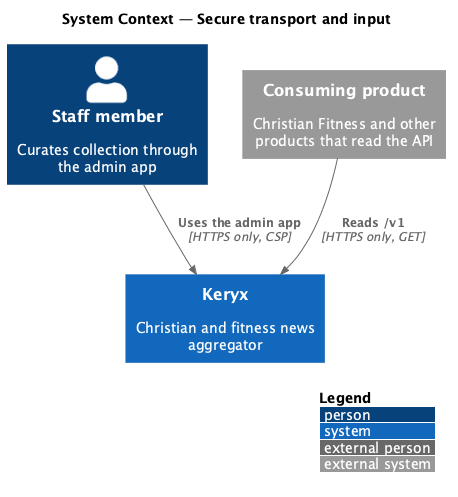 System Context — Secure transport and input
Staff member
Curates collection through
the admin app
Consuming product
Christian Fitness and other
products that read the API
Uses the admin app
[HTTPS only, CSP]
Reads /v1
[HTTPS only, GET]
Keryx
Christian and fitness news
aggregator
Legend
person
system
external person
external system